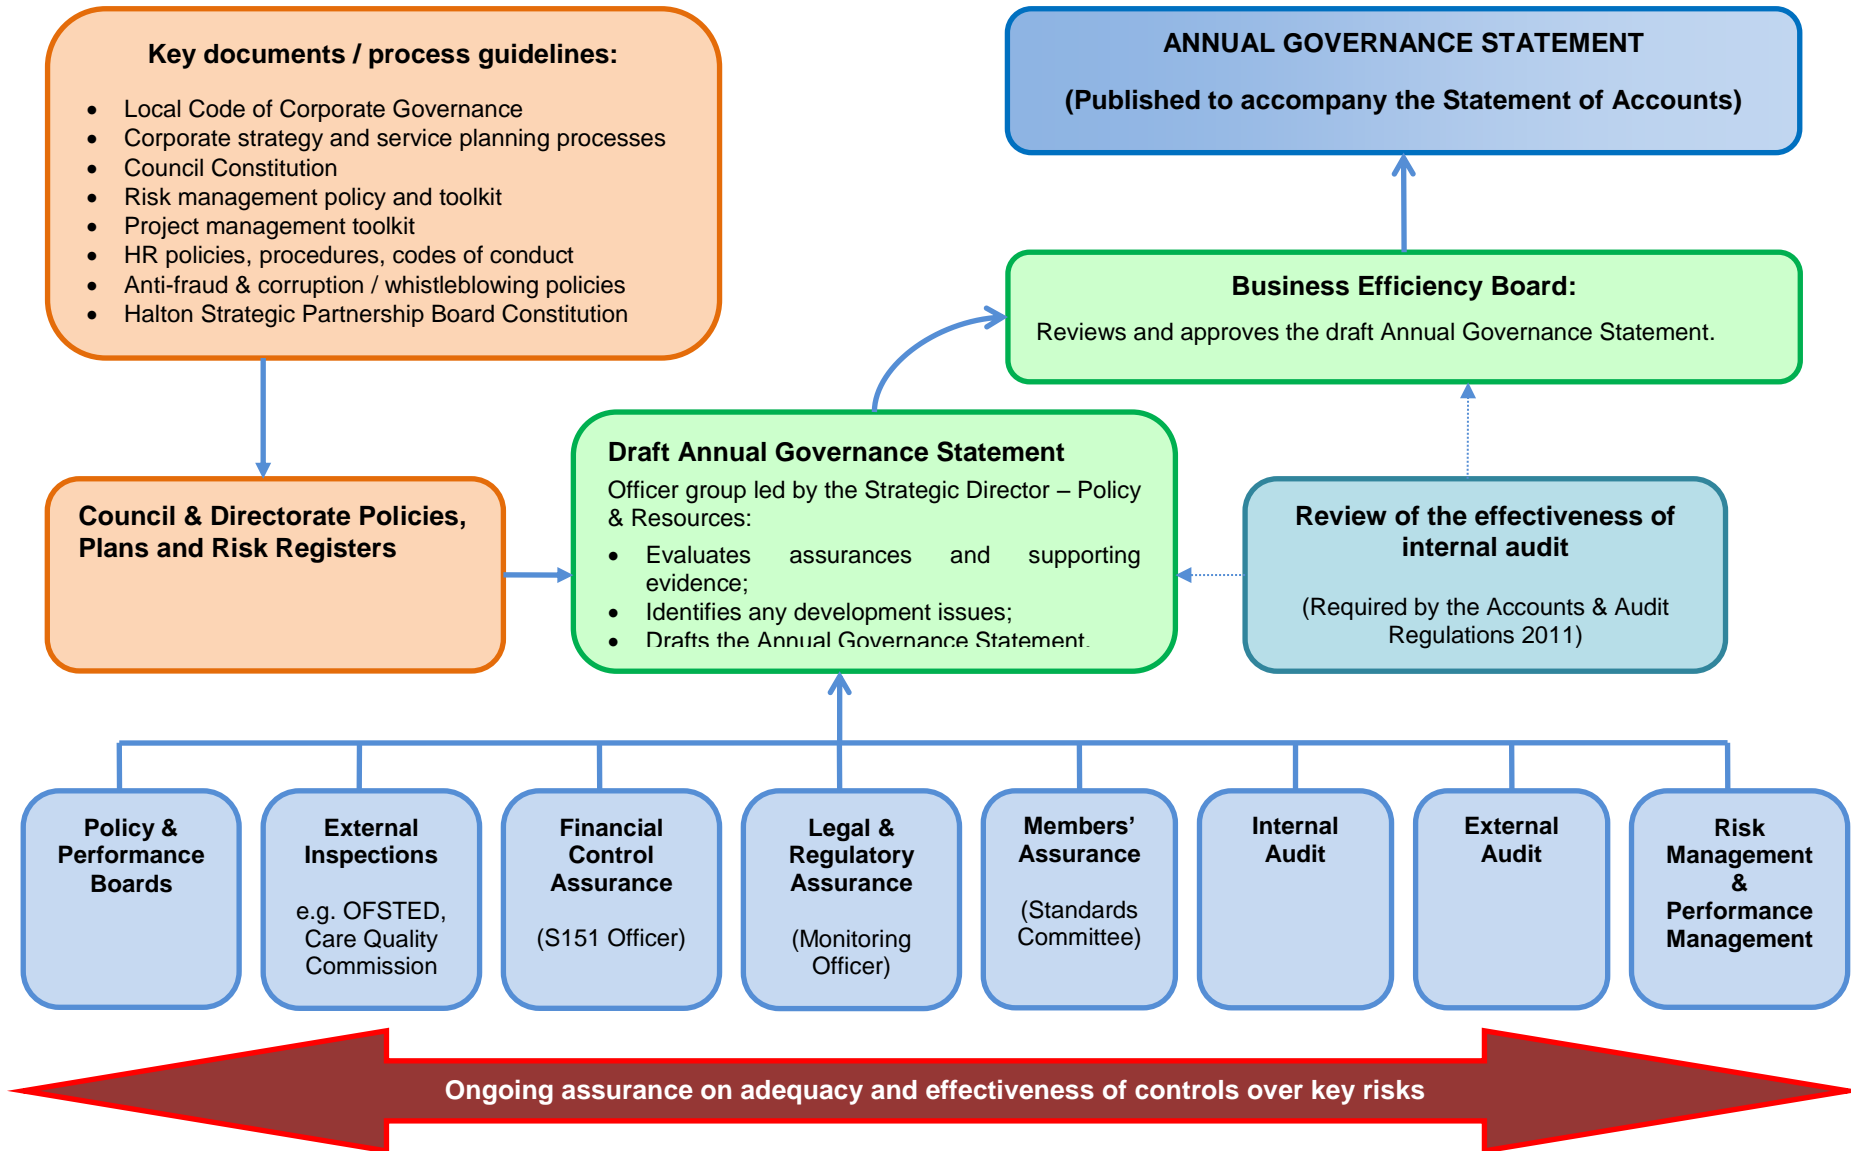 Key documents / process guidelines:
• Local Code of Corporate Governance
• Corporate strategy and service planning processes
• Council Constitution
• Risk management policy and toolkit
• Project management toolkit
• HR policies, procedures, codes of conduct
• Anti-fraud & corruption / whistleblowing policies
• Halton Strategic Partnership Board Constitution
ANNUAL GOVERNANCE STATEMENT
(Published to accompany the Statement of Accounts)
Business Efficiency Board:
Reviews and approves the draft Annual Governance Statement.
Council & Directorate Policies,
Plans and Risk Registers
Draft Annual Governance Statement
Officer group led by the Strategic Director – Policy
& Resources:
• Evaluates assurances and supporting
evidence;
• Identifies any development issues;
• Drafts the Annual Governance Statement.
Review of the effectiveness of
internal audit
(Required by the Accounts & Audit
Regulations 2011)
Policy &
Performance
Boards
External
Inspections
e.g. OFSTED,
Care Quality
Commission
Financial
Control
Assurance
(S151 Officer)
Legal &
Regulatory
Assurance
(Monitoring
Officer)
Members’
Assurance
(Standards
Committee)
Internal
Audit
External
Audit
Risk
Management
&
Performance
Management
Ongoing assurance on adequacy and effectiveness of controls over key risks